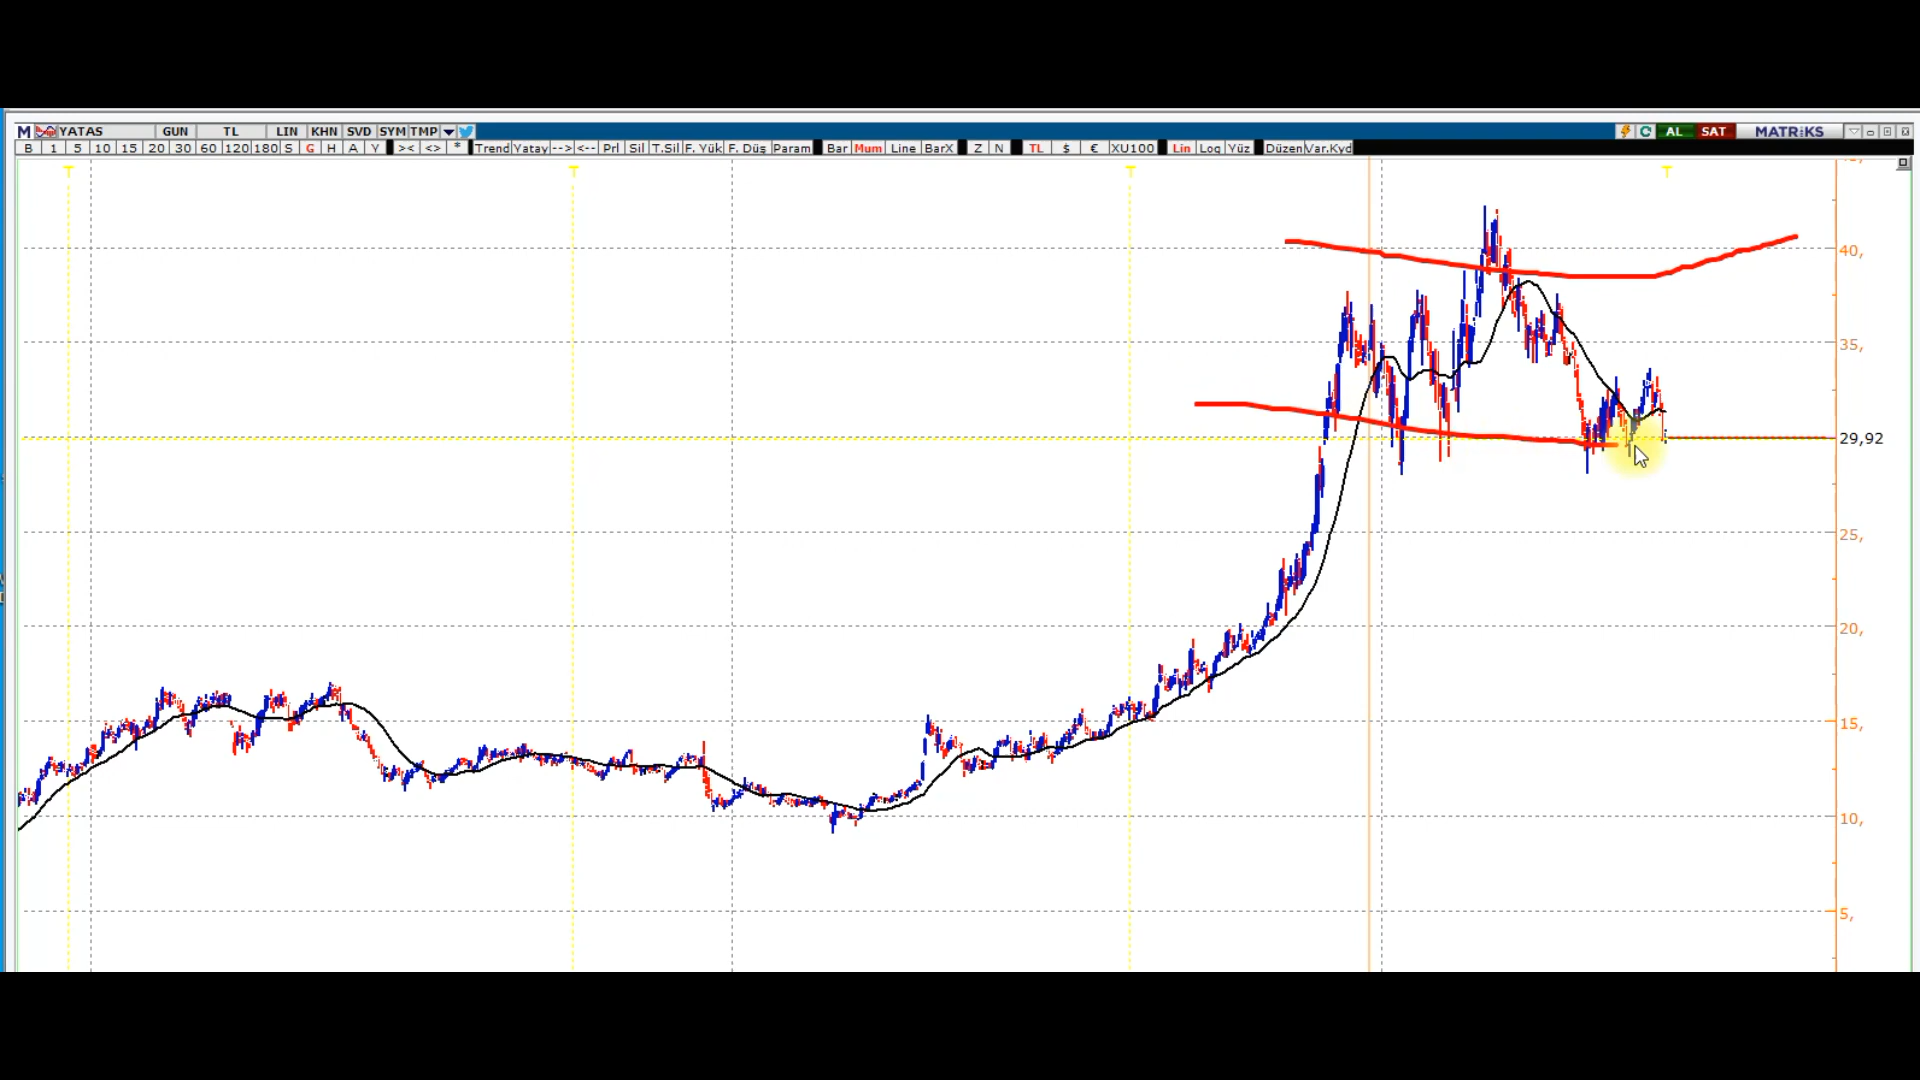 M YATAS GUN TL LIN KHN SVD SYM TMP AL SAT MATRiKS
B 1 5 10 15 20 30 60 120 180 S G H A Y >< <> * Trend Yatay --> <-- Prl Sil T.Sil F. Yük F. Düş Param Bar Mum Line BarX Z N TL $ € XU100 Lin Log Yüz Düzen Var.Kyd
T T T T
40,
35,
29,92
25,
20,
15,
10,
5,